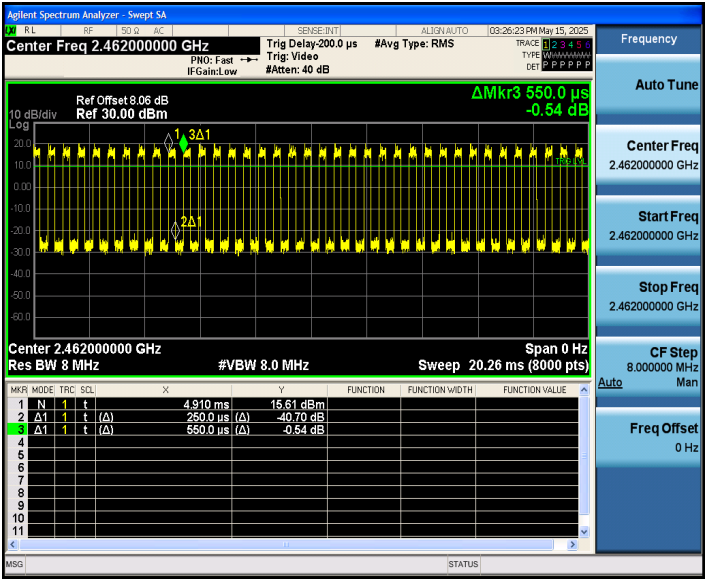 Agilent Spectrum Analyzer - Swept SA
LXI RL RF 50 Ω AC SENSE:INT ALIGN AUTO 03:26:23 PM May 15, 2025
Center Freq 2.462000000 GHz
PNO: Fast
IFGain:Low
Trig Delay-200.0 µs
Trig: Video
#Atten: 40 dB
#Avg Type: RMS
TRACE 1 2 3 4 5 6
TYPE W
DET P P P P P P
ΔMkr3 550.0 µs
-0.54 dB
Ref Offset 8.06 dB
10 dB/div Ref 30.00 dBm
Log
1 3Δ1
20.0
10.0
TRIG LVL
0.00
-10.0
2Δ1
-20.0
-30.0
-40.0
-50.0
-60.0
Center 2.462000000 GHz Span 0 Hz
Res BW 8 MHz #VBW 8.0 MHz Sweep 20.26 ms (8000 pts)
MKR MODE TRC SCL X Y FUNCTION FUNCTION WIDTH FUNCTION VALUE
1 N 1 t 4.910 ms 15.61 dBm
2 Δ1 1 t (Δ) 250.0 µs (Δ) -40.70 dB
3 Δ1 1 t (Δ) 550.0 µs (Δ) -0.54 dB
4
5
6
7
8
9
10
11
MSG STATUS
Frequency
Auto Tune
Center Freq
2.462000000 GHz
Start Freq
2.462000000 GHz
Stop Freq
2.462000000 GHz
CF Step
8.000000 MHz
Auto Man
Freq Offset
0 Hz